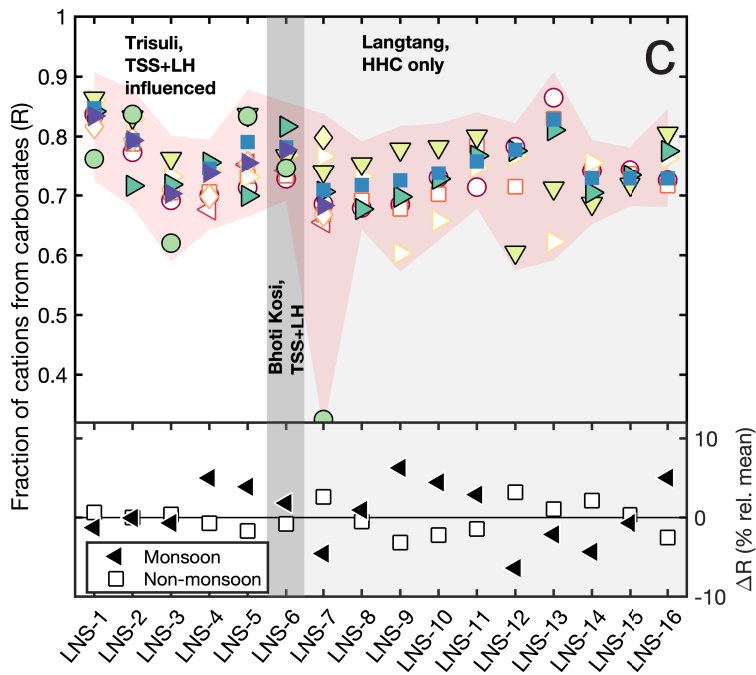 Trisuli,
TSS+LH
influenced
Langtang,
HHC only
C
Fraction of cations from carbonates (R)
1
0.9
0.8
0.7
0.6
0.5
0.4
Bhoti Kosi,
TSS+LH
10
0
-10
ΔR (% rel. mean)
Monsoon
Non-monsoon
LNS-1
LNS-2
LNS-3
LNS-4
LNS-5
LNS-6
LNS-7
LNS-8
LNS-9
LNS-10
LNS-11
LNS-12
LNS-13
LNS-14
LNS-15
LNS-16